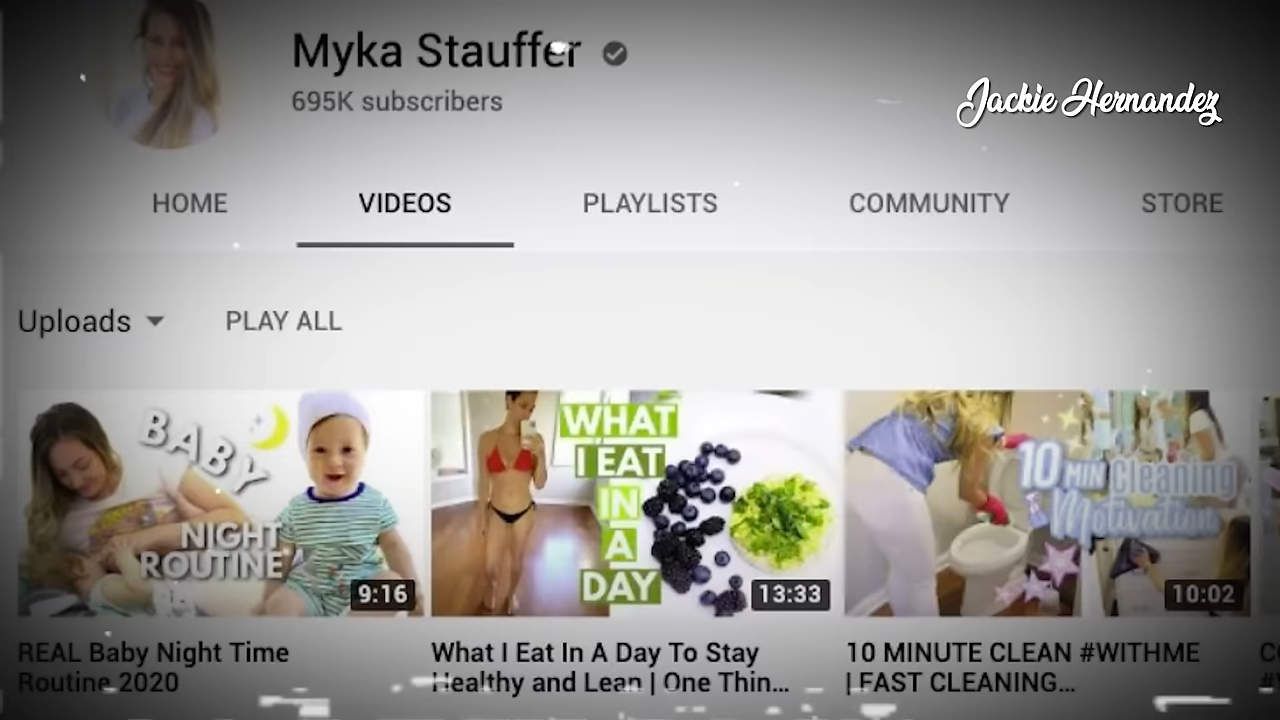 Myka Stauffer
695K subscribers
Jackie Hernandez
HOME VIDEOS PLAYLISTS COMMUNITY STORE
Uploads PLAY ALL
BABY
NIGHT
ROUTINE
9:16
WHAT
I EAT
IN
A
DAY
13:33
10 MIN Cleaning
Motivation
10:02
REAL Baby Night Time
Routine 2020
What I Eat In A Day To Stay
Healthy and Lean | One Thin...
10 MINUTE CLEAN #WITHME
| FAST CLEANING...